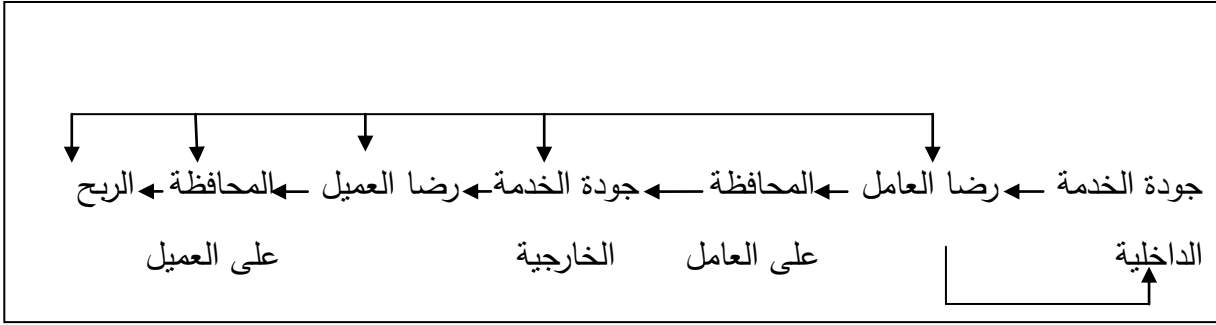 جودة الخدمة رضا العامل المحافظة جودة الخدمة رضا العميل المحافظة الربح
الداخلية على العامل الخارجية على العميل